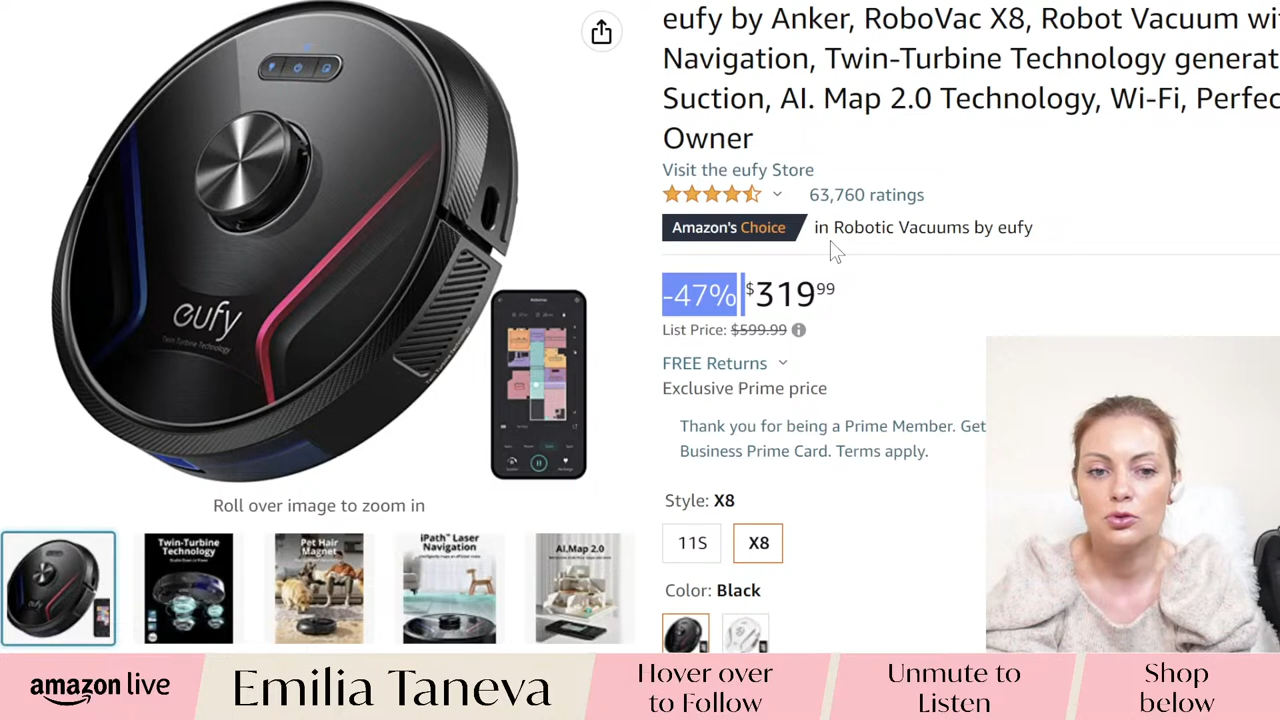 eufy by Anker, RoboVac X8, Robot Vacuum wi
Navigation, Twin-Turbine Technology generat
Suction, AI. Map 2.0 Technology, Wi-Fi, Perfec
Owner
Visit the eufy Store
63,760 ratings
Amazon's Choice in Robotic Vacuums by eufy
-47% $319 99
List Price: $599.99
FREE Returns
Exclusive Prime price
Thank you for being a Prime Member. Get
Business Prime Card. Terms apply.
Style: X8
11S X8
Color: Black
eufy
Twin Turbine Technology
Roll over image to zoom in
Twin-Turbine
Technology
Pet Hair
Magnet
iPath™ Laser
Navigation
AI.Map 2.0
amazon live
Emilia Taneva
Hover over
to Follow
Unmute to
Listen
Shop
below